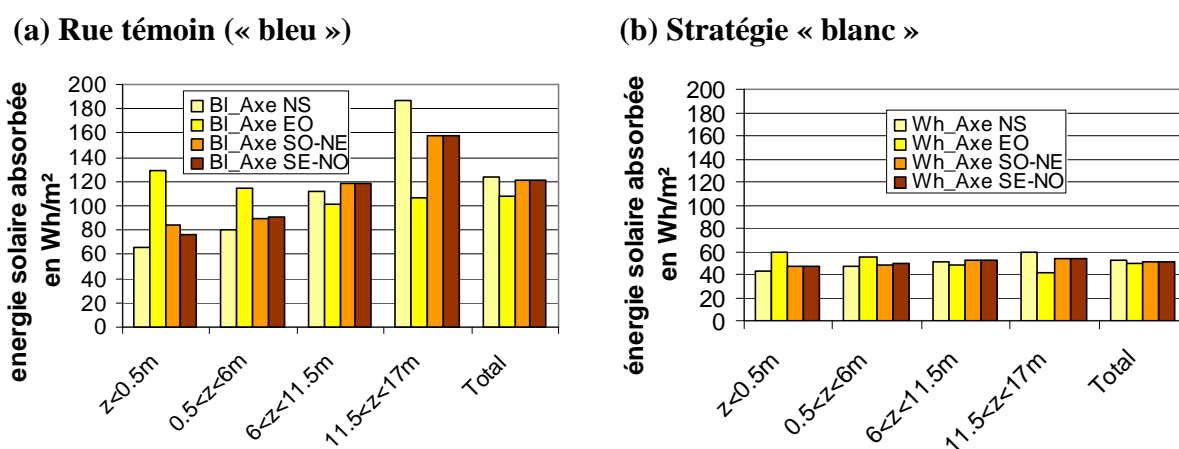 (a) Rue témoin (« bleu »)
énergie solaire absorbée
en Wh/m²
200
180
160
140
120
100
80
60
40
20
0
Bl_Axe NS
Bl_Axe EO
Bl_Axe SO-NE
Bl_Axe SE-NO
z<0.5m
0.5<z<6m
6<z<11.5m
11.5<z<17m
Total
(b) Stratégie « blanc »
énergie solaire absorbée
en Wh/m²
200
180
160
140
120
100
80
60
40
20
0
Wh_Axe NS
Wh_Axe EO
Wh_Axe SO-NE
Wh_Axe SE-NO
z<0.5m
0.5<z<6m
6<z<11.5m
11.5<z<17m
Total